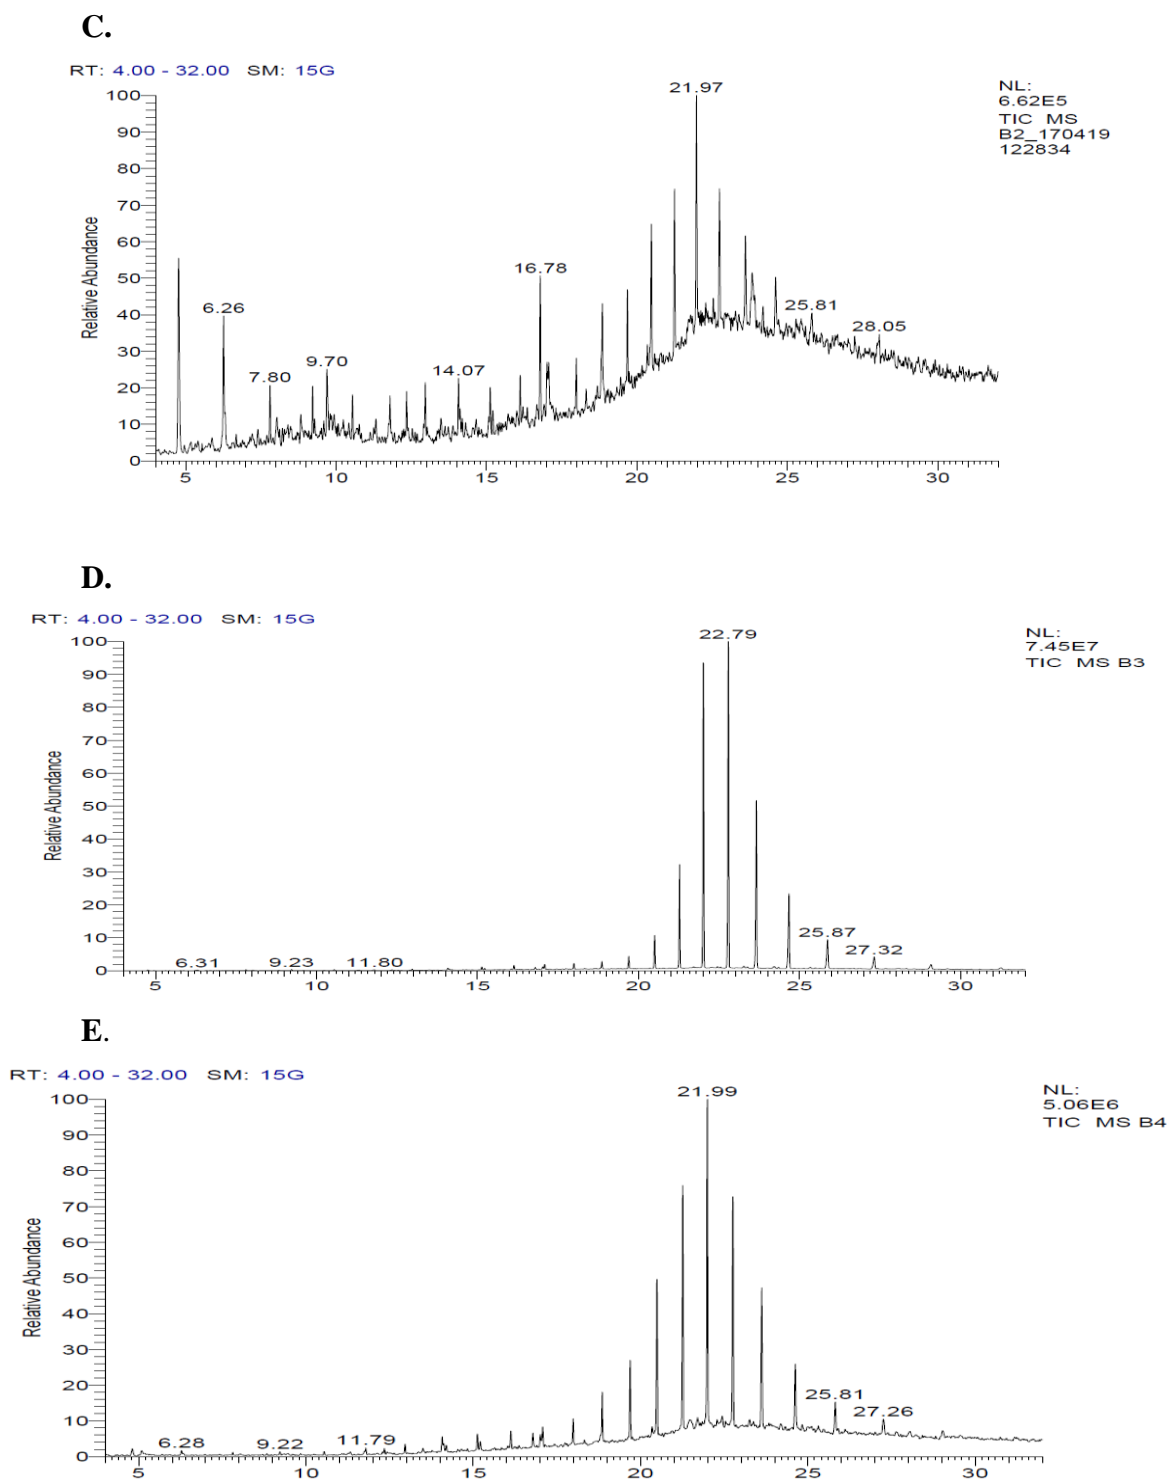 C.
RT: 4.00 - 32.00 SM: 15G
NL:
6.62E5
TIC MS
B2_170419
122834
21.97
6.26
7.80
9.70
14.07
16.78
25.81
28.05
100
90
80
70
60
50
40
30
20
10
0
Relative Abundance
5 10 15 20 25 30
D.
RT: 4.00 - 32.00 SM: 15G
NL:
7.45E7
TIC MS B3
22.79
25.87
27.32
6.31 9.23 11.80
100
90
80
70
60
50
40
30
20
10
0
Relative Abundance
5 10 15 20 25 30
E.
RT: 4.00 - 32.00 SM: 15G
NL:
5.06E6
TIC MS B4
21.99
25.81
27.26
6.28 9.22 11.79
100
90
80
70
60
50
40
30
20
10
0
Relative Abundance
5 10 15 20 25 30